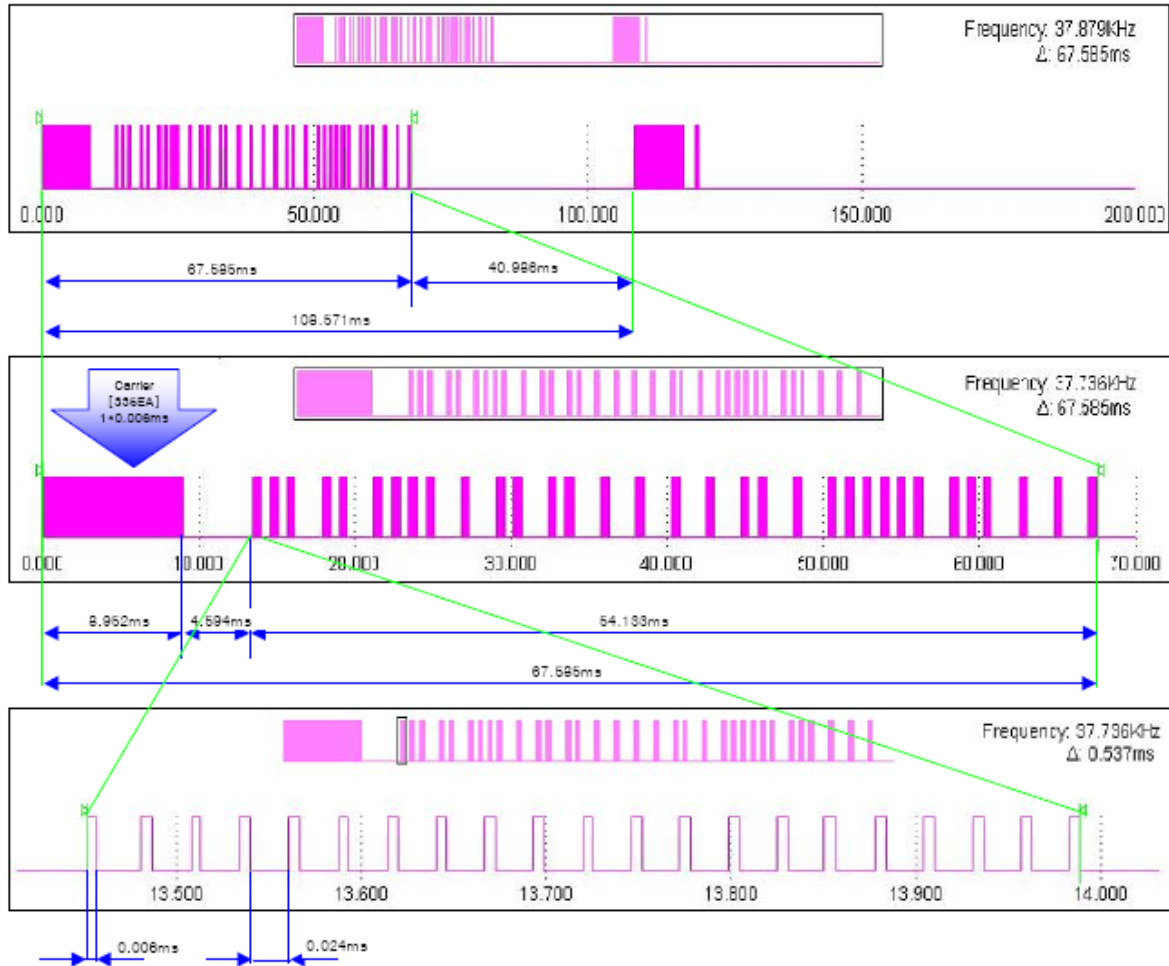 Frequency: 37.879KHz
Δ: 67.585ms
0.000 50.000 100.000 150.000 200.000
67.585ms 40.986ms
108.571ms
Carrier
[336EA]
1*0.006ms
Frequency: 37.736KHz
Δ: 67.585ms
0.000 10.000 20.000 30.000 40.000 50.000 60.000 70.000
8.952ms 4.594ms 54.133ms
67.585ms
Frequency: 37.736KHz
Δ: 0.537ms
13.500 13.600 13.700 13.800 13.900 14.000
0.006ms 0.024ms